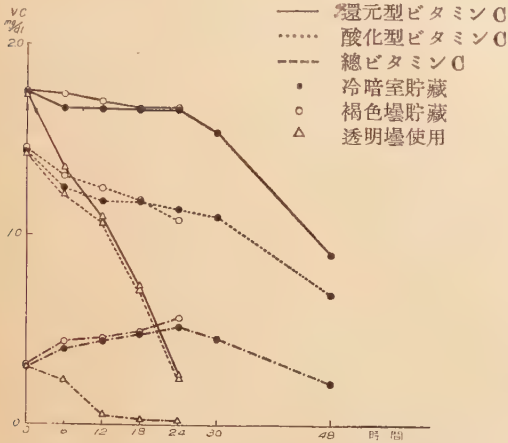 VC
mg/dl
2.0
還元型ビタミンC
酸化型ビタミンC
總ビタミンC
冷暗室貯藏
褐色壜貯藏
透明壜使用
1.0
0
6 12 18 24 30 48 時間